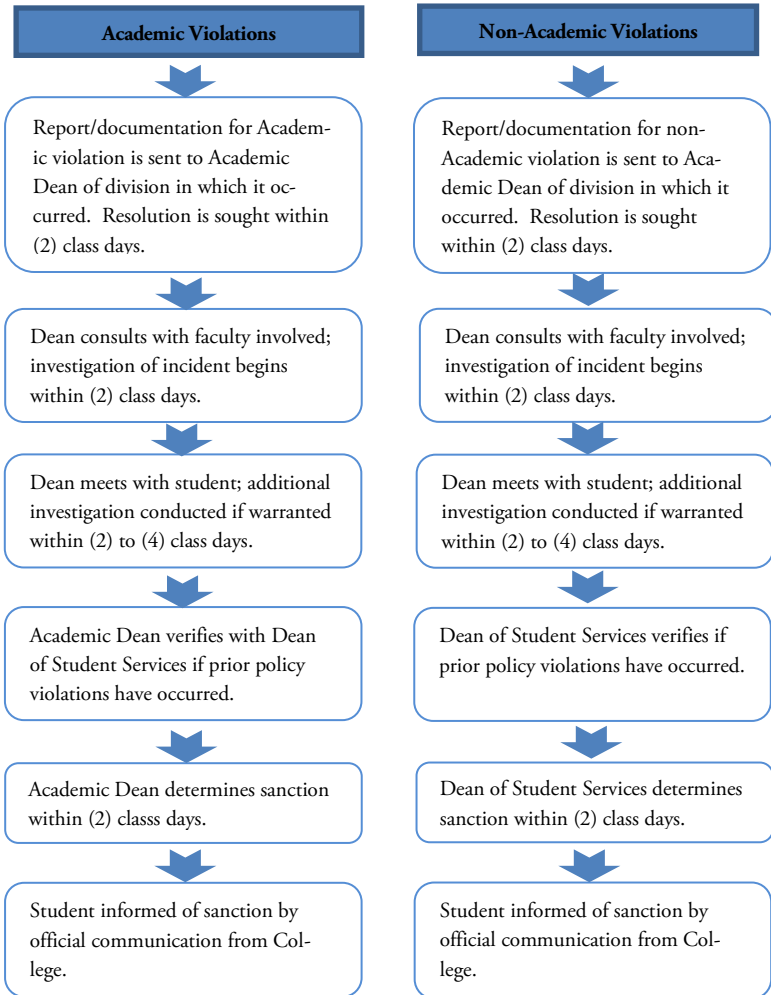 Academic Violations
Report/documentation for Academ-
ic violation is sent to Academic
Dean of division in which it oc-
curred.  Resolution is sought within
(2) class days.
Dean consults with faculty involved;
investigation of incident begins
within (2) class days.
Dean meets with student; additional
investigation conducted if warranted
within (2) to (4) class days.
Academic Dean verifies with Dean
of Student Services if prior policy
violations have occurred.
Academic Dean determines sanction
within (2) classs days.
Student informed of sanction by
official communication from Col-
lege.
Non-Academic Violations
Report/documentation for non-
Academic violation is sent to Aca-
demic Dean of division in which it
occurred.  Resolution is sought
within (2) class days.
Dean consults with faculty involved;
investigation of incident begins
within (2) class days.
Dean meets with student; additional
investigation conducted if warranted
within (2) to (4) class days.
Dean of Student Services verifies if
prior policy violations have occurred.
Dean of Student Services determines
sanction within (2) class days.
Student informed of sanction by
official communication from Col-
lege.